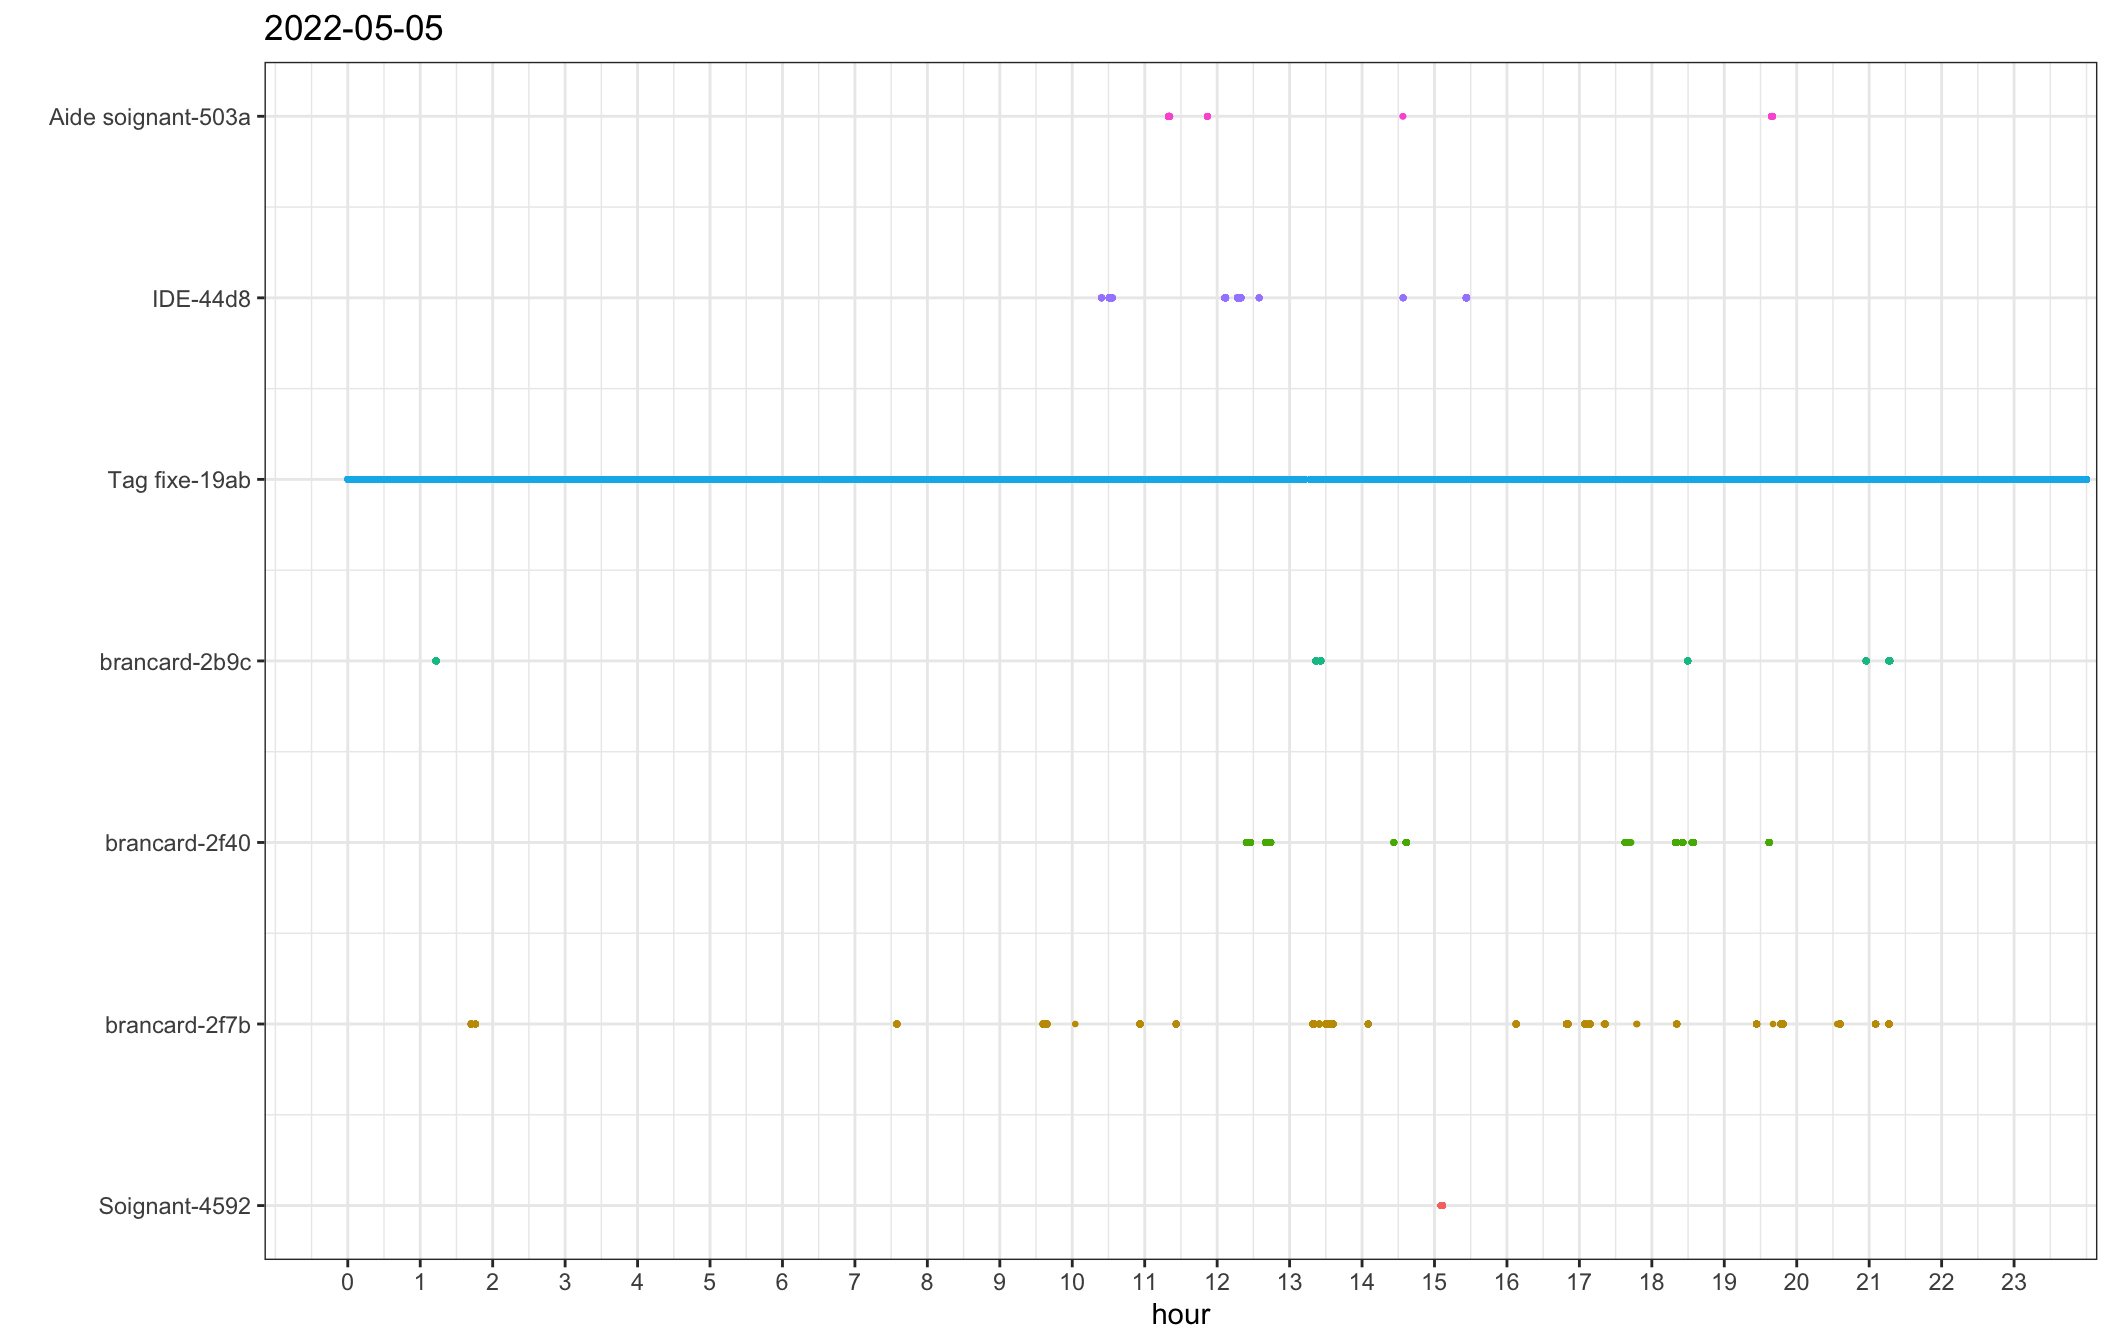 2022-05-05
Aide soignant-503a
IDE-44d8
Tag fixe-19ab
brancard-2b9c
brancard-2f40
brancard-2f7b
Soignant-4592
0 1 2 3 4 5 6 7 8 9 10 11 12 13 14 15 16 17 18 19 20 21 22 23
hour